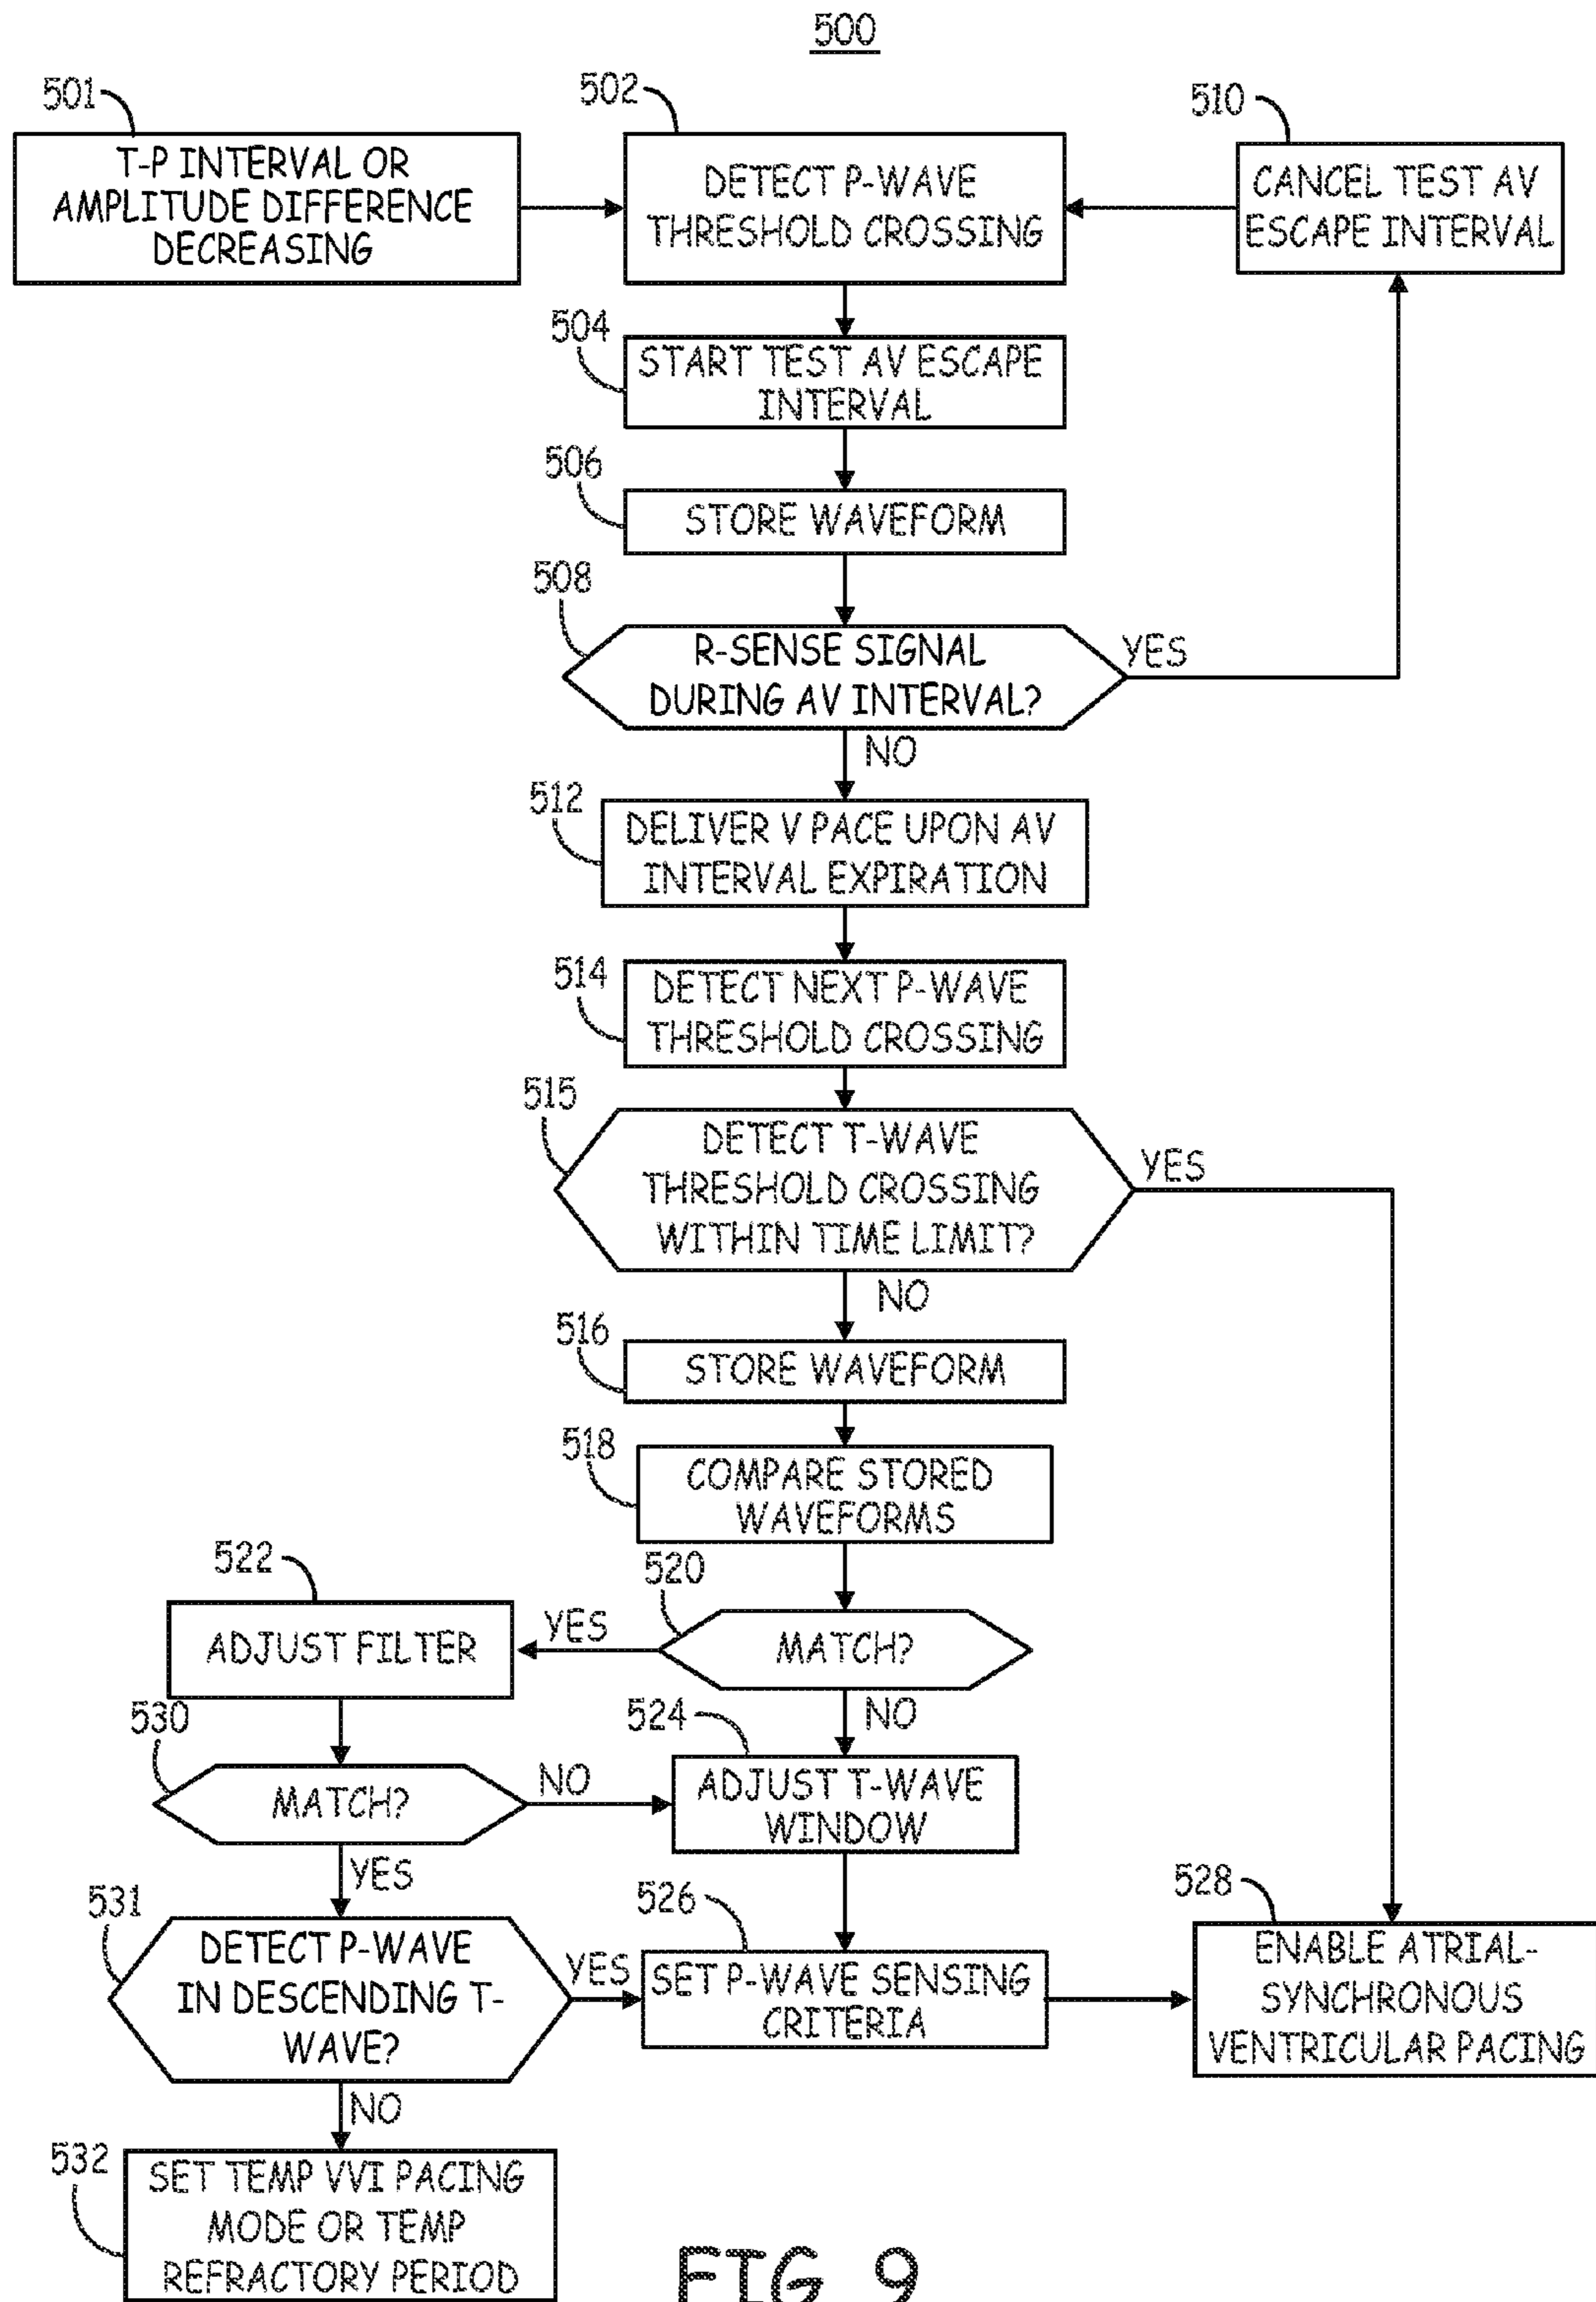 500
501
T-P INTERVAL OR
AMPLITUDE DIFFERENCE
DECREASING
502
DETECT P-WAVE
THRESHOLD CROSSING
510
CANCEL TEST AV
ESCAPE INTERVAL
504
START TEST AV ESCAPE
INTERVAL
506
STORE WAVEFORM
508
R-SENSE SIGNAL
DURING AV INTERVAL?
YES
NO
512
DELIVER V PACE UPON AV
INTERVAL EXPIRATION
514
DETECT NEXT P-WAVE
THRESHOLD CROSSING
515
DETECT T-WAVE
THRESHOLD CROSSING
WITHIN TIME LIMIT?
YES
NO
516
STORE WAVEFORM
518
COMPARE STORED
WAVEFORMS
520
MATCH?
YES
NO
522
ADJUST FILTER
530
MATCH?
NO
YES
524
ADJUST T-WAVE
WINDOW
531
DETECT P-WAVE
IN DESCENDING T-
WAVE?
YES
NO
526
SET P-WAVE SENSING
CRITERIA
528
ENABLE ATRIAL-
SYNCHRONOUS
VENTRICULAR PACING
532
SET TEMP VVI PACING
MODE OR TEMP
REFRACTORY PERIOD
FIG. 9